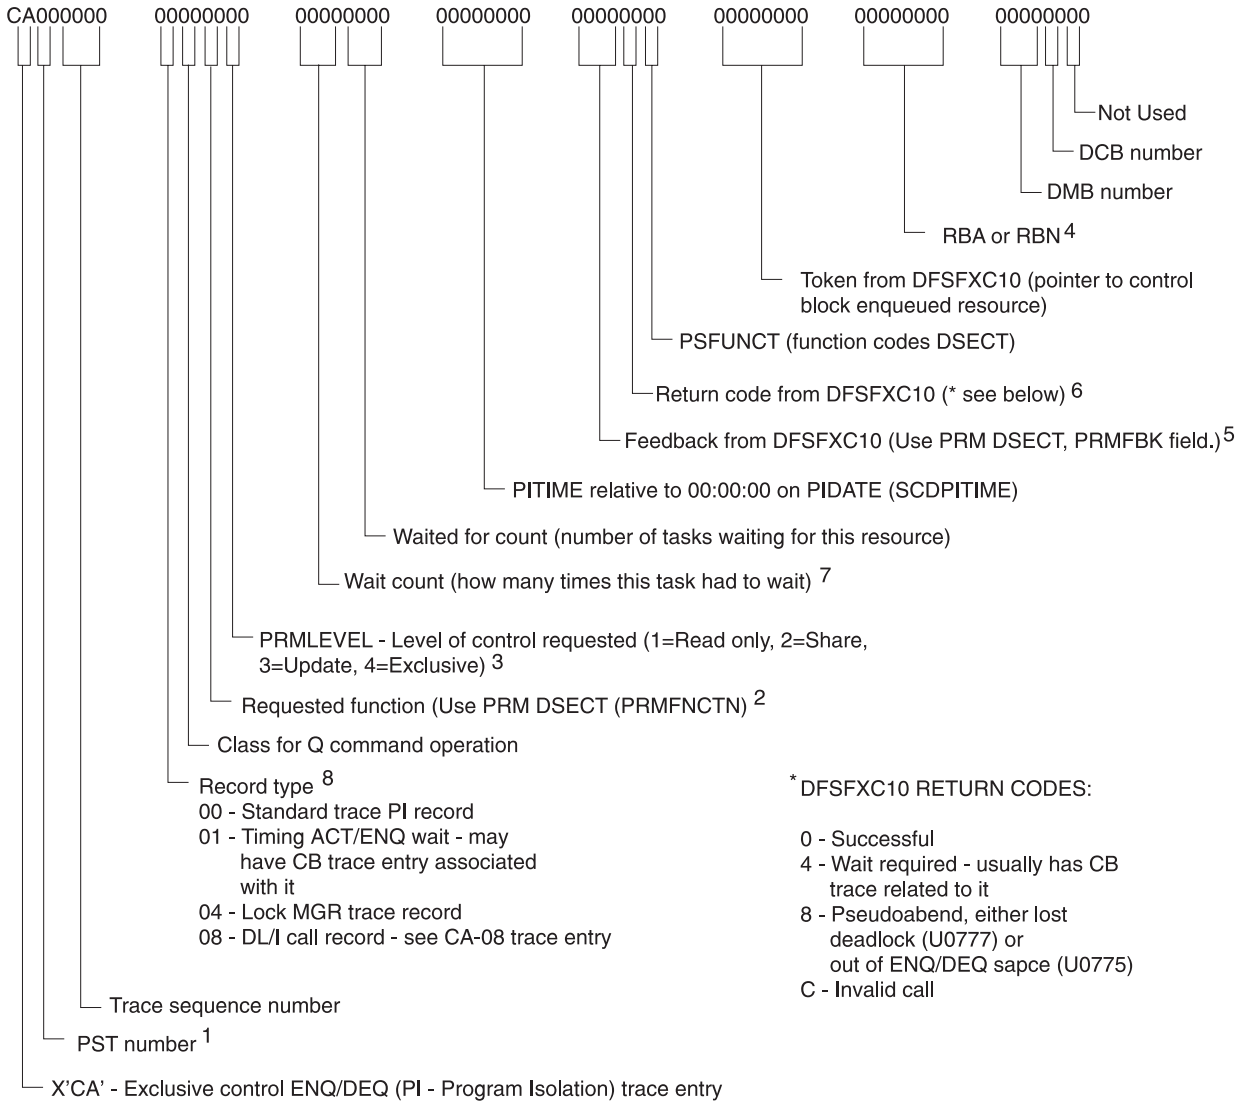 CA000000 00000000 00000000 00000000 00000000 00000000 00000000 00000000
Not Used
DCB number
DMB number
RBA or RBN 4
Token from DFSFXC10 (pointer to control
block enqueued resource)
PSFUNCT (function codes DSECT)
Return code from DFSFXC10 (* see below) 6
Feedback from DFSFXC10 (Use PRM DSECT, PRMFBK field.) 5
PITIME relative to 00:00:00 on PIDATE (SCDPITIME)
Waited for count (number of tasks waiting for this resource)
Wait count (how many times this task had to wait) 7
PRMLEVEL - Level of control requested (1=Read only, 2=Share,
3=Update, 4=Exclusive) 3
Requested function (Use PRM DSECT (PRMFNCTN) 2
Class for Q command operation
Record type 8
00 - Standard trace PI record
01 - Timing ACT/ENQ wait - may
have CB trace entry associated
with it
04 - Lock MGR trace record
08 - DL/I call record - see CA-08 trace entry
* DFSFXC10 RETURN CODES:
0 - Successful
4 - Wait required - usually has CB
trace related to it
8 - Pseudoabend, either lost
deadlock (U0777) or
out of ENQ/DEQ sapce (U0775)
C - Invalid call
Trace sequence number
PST number 1
X'CA' - Exclusive control ENQ/DEQ (PI - Program Isolation) trace entry